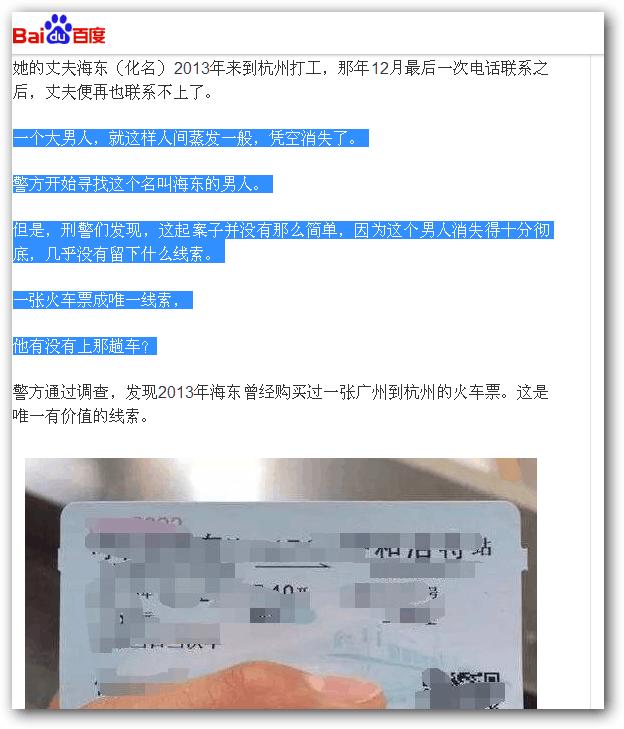 Bai du 百度
她的丈夫海东（化名）2013年来到杭州打工，那年12月最后一次电话联系之
后，丈夫便再也联系不上了。
一个大男人，就这样人间蒸发一般，凭空消失了。
警方开始寻找这个名叫海东的男人。
但是，刑警们发现，这起案子并没有那么简单，因为这个男人消失得十分彻
底，几乎没有留下什么线索。
一张火车票成唯一线索，
他有没有上那趟车？
警方通过调查，发现2013年海东曾经购买过一张广州到杭州的火车票。这是
唯一有价值的线索。
站